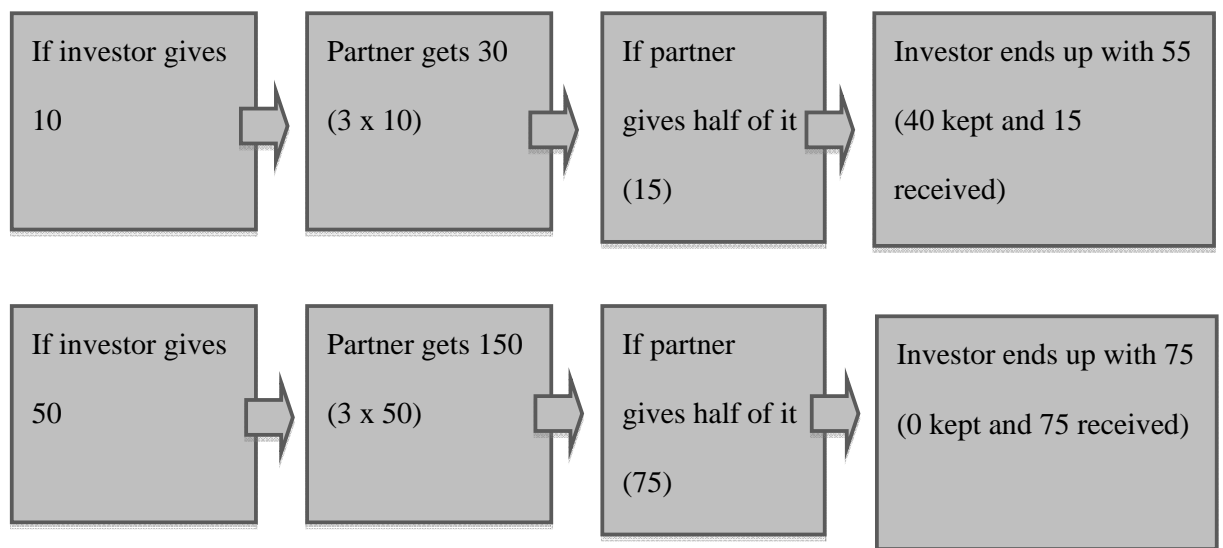 If investor gives
10
Partner gets 30
(3 x 10)
If partner
gives half of it
(15)
Investor ends up with 55
(40 kept and 15
received)
If investor gives
50
Partner gets 150
(3 x 50)
If partner
gives half of it
(75)
Investor ends up with 75
(0 kept and 75 received)